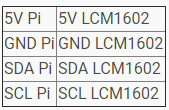 5V Pi 5V LCM1602
GND Pi GND LCM1602
SDA Pi SDA LCM1602
SCL Pi SCL LCM1602